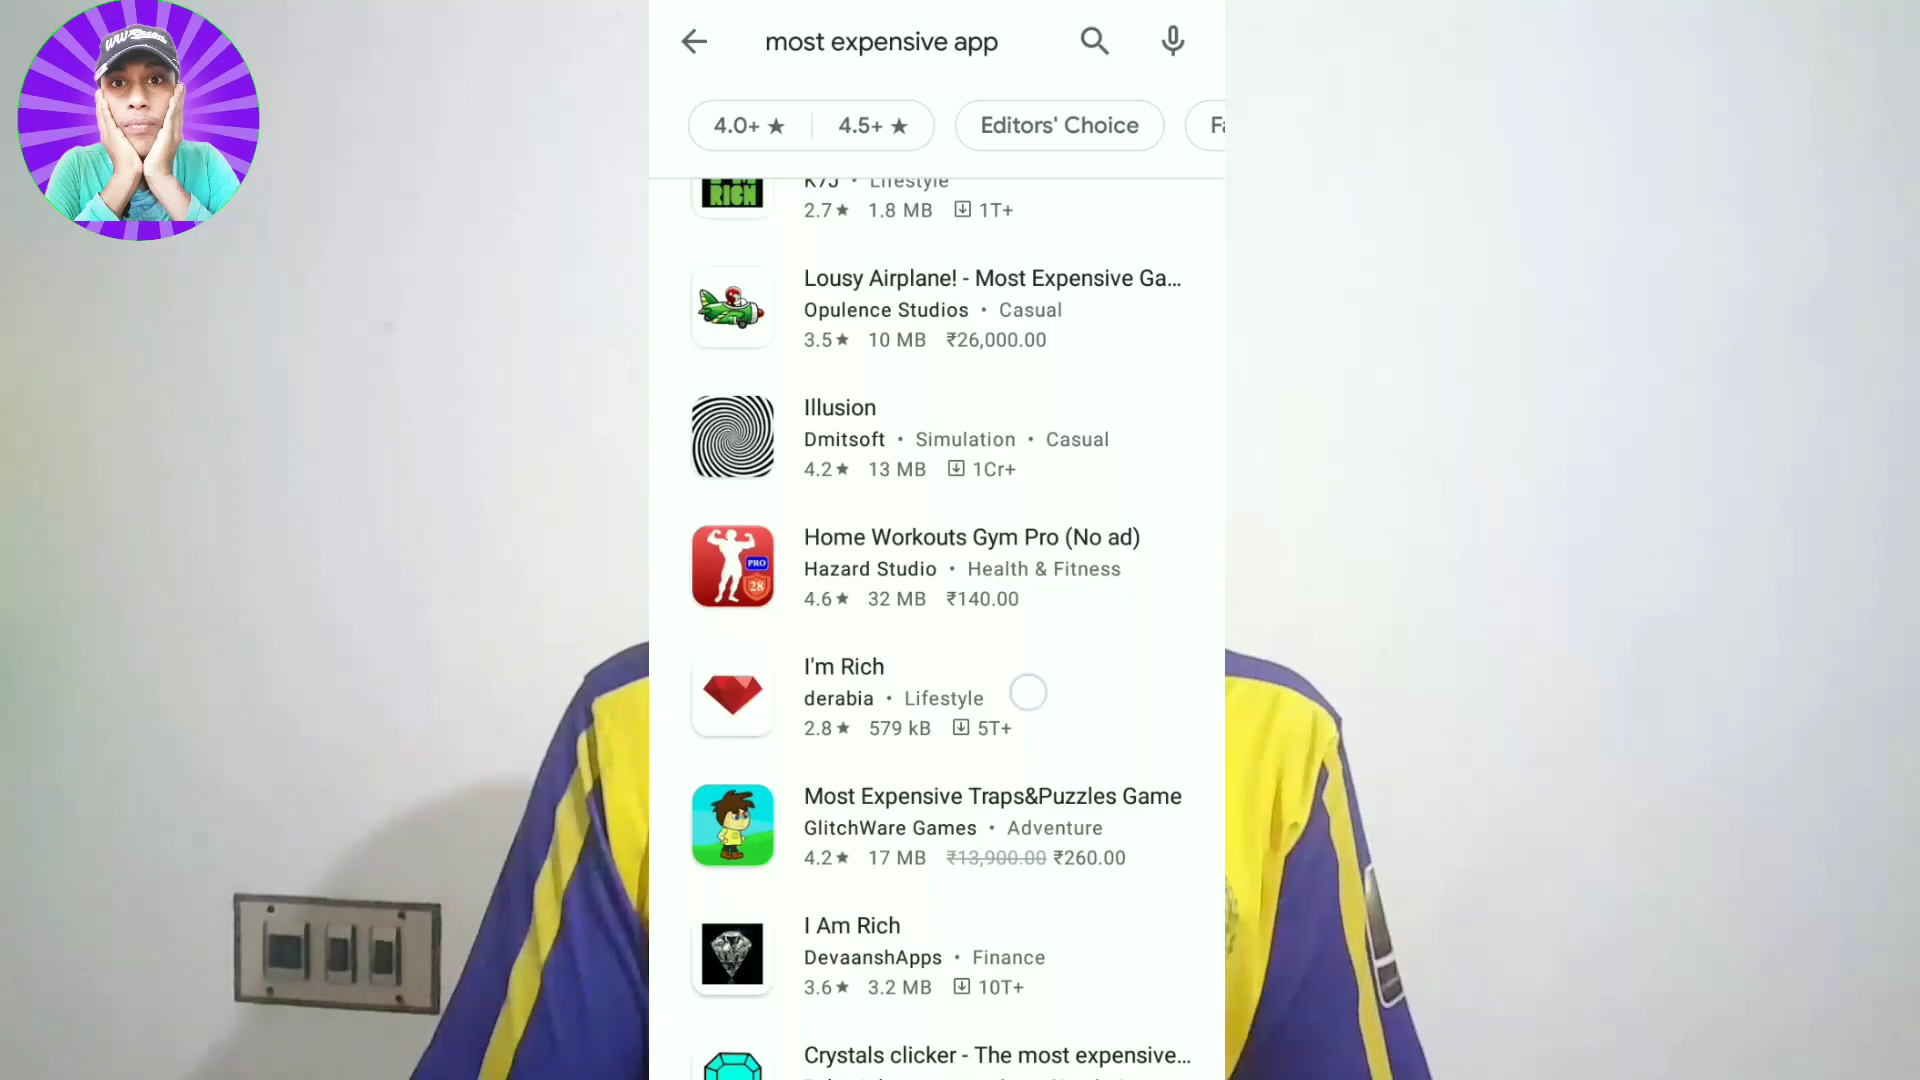 most expensive app
4.0+ ★ 4.5+ ★ Editors' Choice
RICH
K7J • Lifestyle
2.7★ 1.8 MB 1T+
Lousy Airplane! - Most Expensive Ga...
Opulence Studios • Casual
3.5★ 10 MB ₹26,000.00
Illusion
Dmitsoft • Simulation • Casual
4.2★ 13 MB 1Cr+
PRO
28
Home Workouts Gym Pro (No ad)
Hazard Studio • Health & Fitness
4.6★ 32 MB ₹140.00
I'm Rich
derabia • Lifestyle
2.8★ 579 kB 5T+
Most Expensive Traps&Puzzles Game
GlitchWare Games • Adventure
4.2★ 17 MB ₹13,900.00 ₹260.00
I Am Rich
DevaanshApps • Finance
3.6★ 3.2 MB 10T+
Crystals clicker - The most expensive...